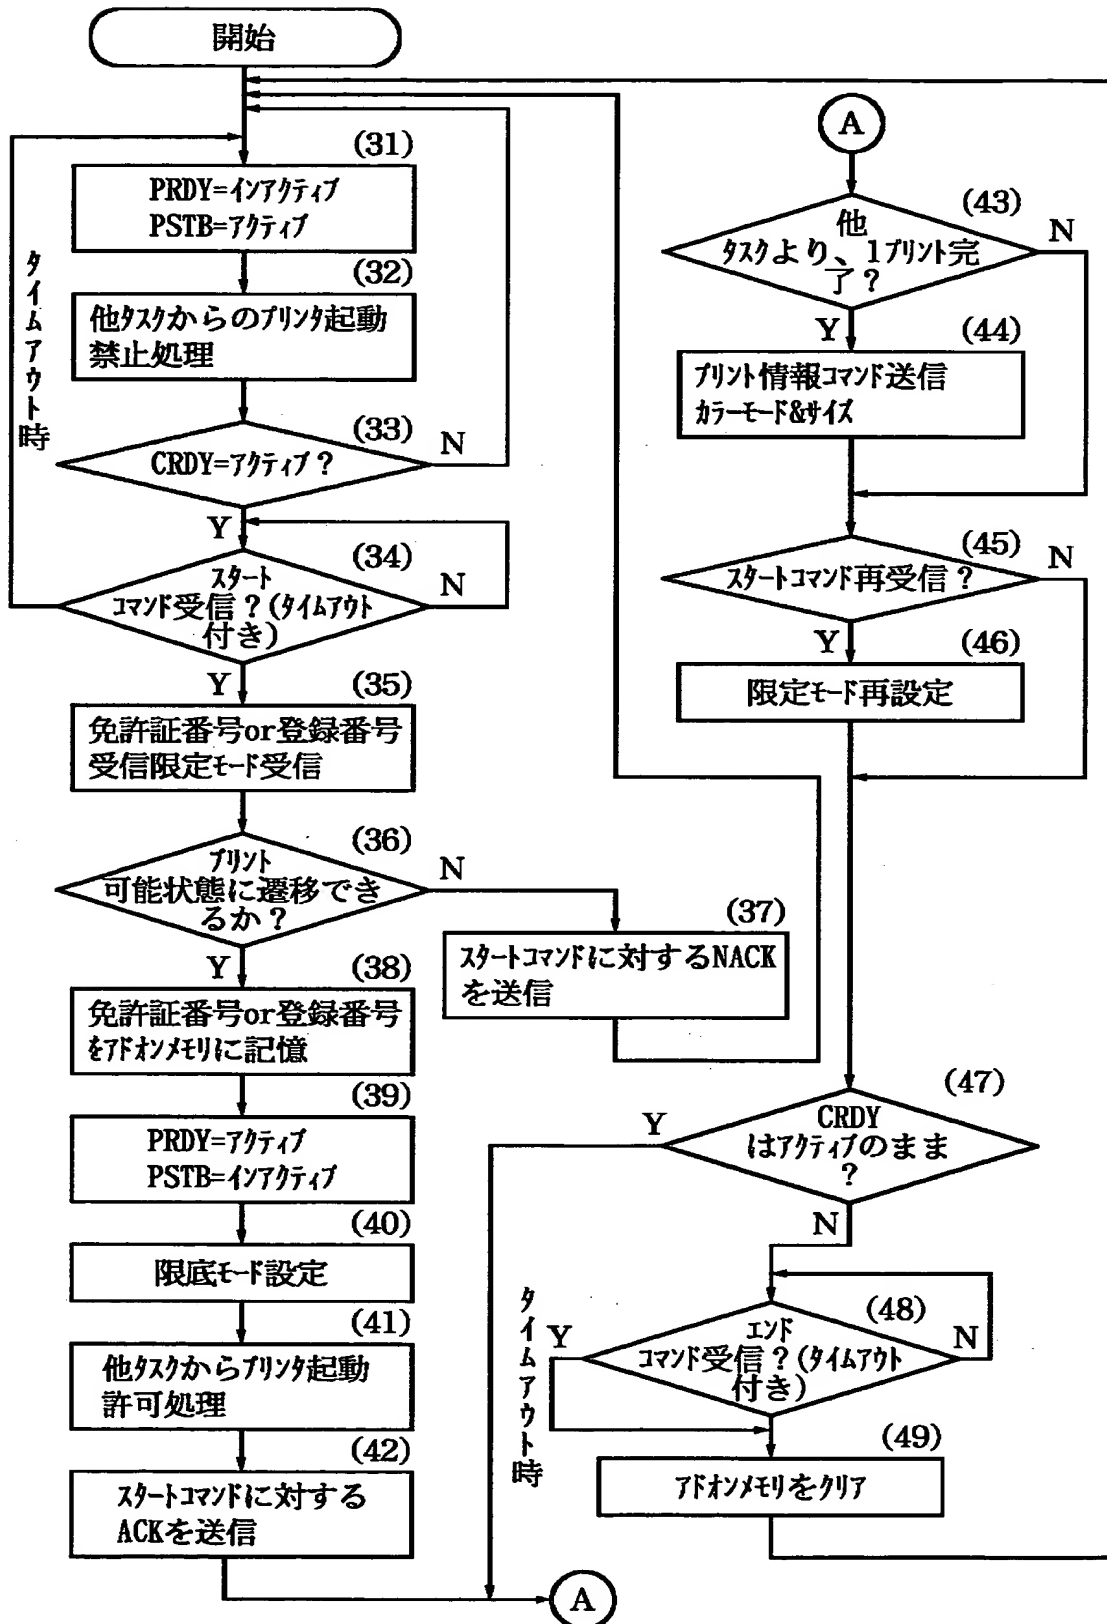 開始
(31)
PRDY=インアクティブ
PSTB=アクティブ
(32)
他タスクからのプリンタ起動
禁止処理
(33)
CRDY=アクティブ？
N
Y
タイムアウト時
(34)
スタート
コマンド受信？(タイムアウト
付き)
N
Y
(35)
免許証番号or登録番号
受信限定モード受信
(36)
プリント
可能状態に遷移でき
るか？
N
Y
(37)
スタートコマンドに対するNACK
を送信
(38)
免許証番号or登録番号
をアドオンメモリに記憶
(39)
PRDY=アクティブ
PSTB=インアクティブ
(40)
限底モード設定
(41)
他タスクからプリンタ起動
許可処理
(42)
スタートコマンドに対する
ACKを送信
A
A
(43)
他
タスクより、1プリント完
了？
N
Y
(44)
プリント情報コマンド送信
カラーモード&サイズ
(45)
スタートコマンド再受信？
N
Y
(46)
限定モード再設定
(47)
CRDY
はアクティブのまま
？
Y
N
タイムアウト時
(48)
エンド
コマンド受信？(タイムアウト
付き)
Y
N
(49)
アドオンメモリをクリア